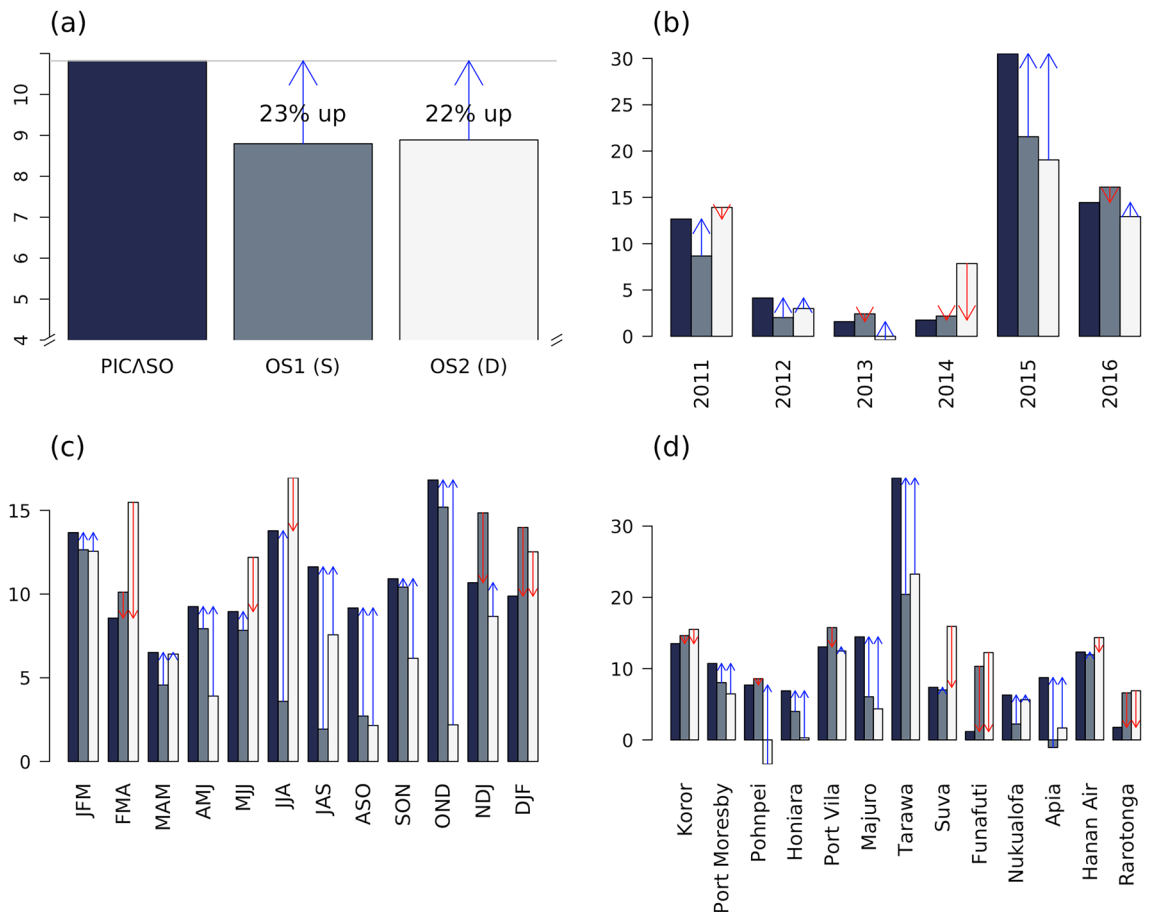 (a)
11
10
9
8
7
6
5
4
23% up
22% up
PICΛSO
OS1 (S)
OS2 (D)
(b)
30
25
20
15
10
5
0
2011
2012
2013
2014
2015
2016
(c)
15
10
5
0
JFM
FMA
MAM
AMJ
MJJ
JJA
JAS
ASO
SON
OND
NDJ
DJF
(d)
30
20
10
0
Koror
Port Moresby
Pohnpei
Honiara
Port Vila
Majuro
Tarawa
Suva
Funafuti
Nukualofa
Apia
Hanan Air
Rarotonga